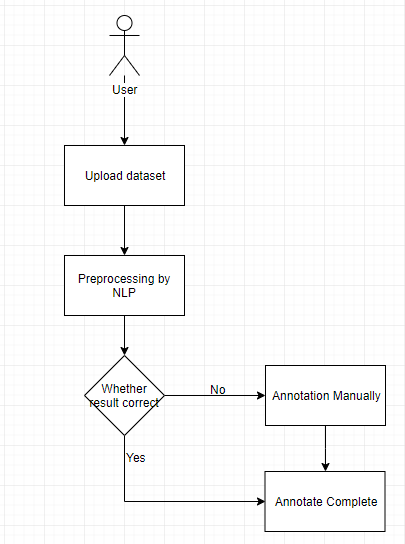 User
Upload dataset
Preprocessing by
NLP
Whether
result correct
No
Annotation Manually
Yes
Annotate Complete